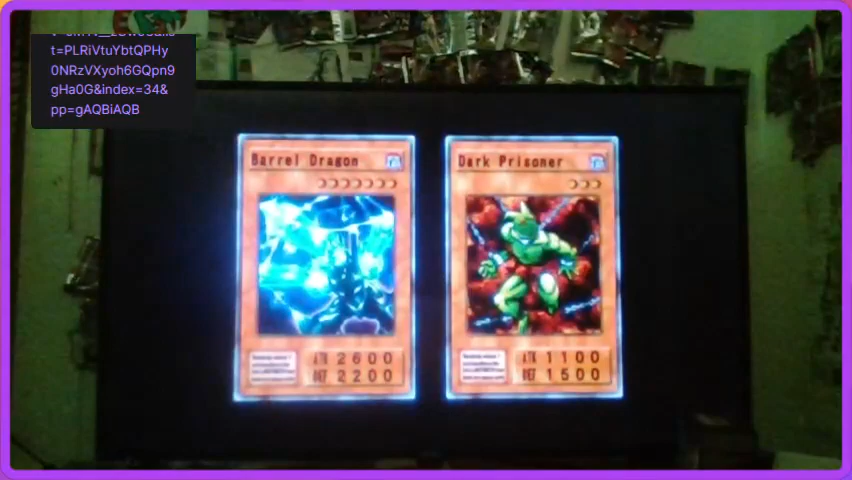 t=PLRiVtuYbtQPHy
0NRzVXyoh6GQpn9
gHa0G&index=34&
pp=gAQBiAQB
Barrel Dragon
ATK 2600
DEF 2200
Dark Prisoner
ATK 1100
DEF 1500